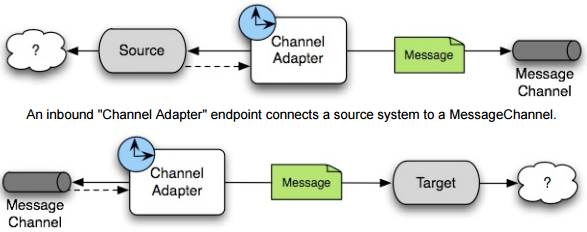 ?
Source
Channel
Adapter
Message
Message
Channel
An inbound "Channel Adapter" endpoint connects a source system to a MessageChannel.
Message
Channel
Channel
Adapter
Message
Target
?